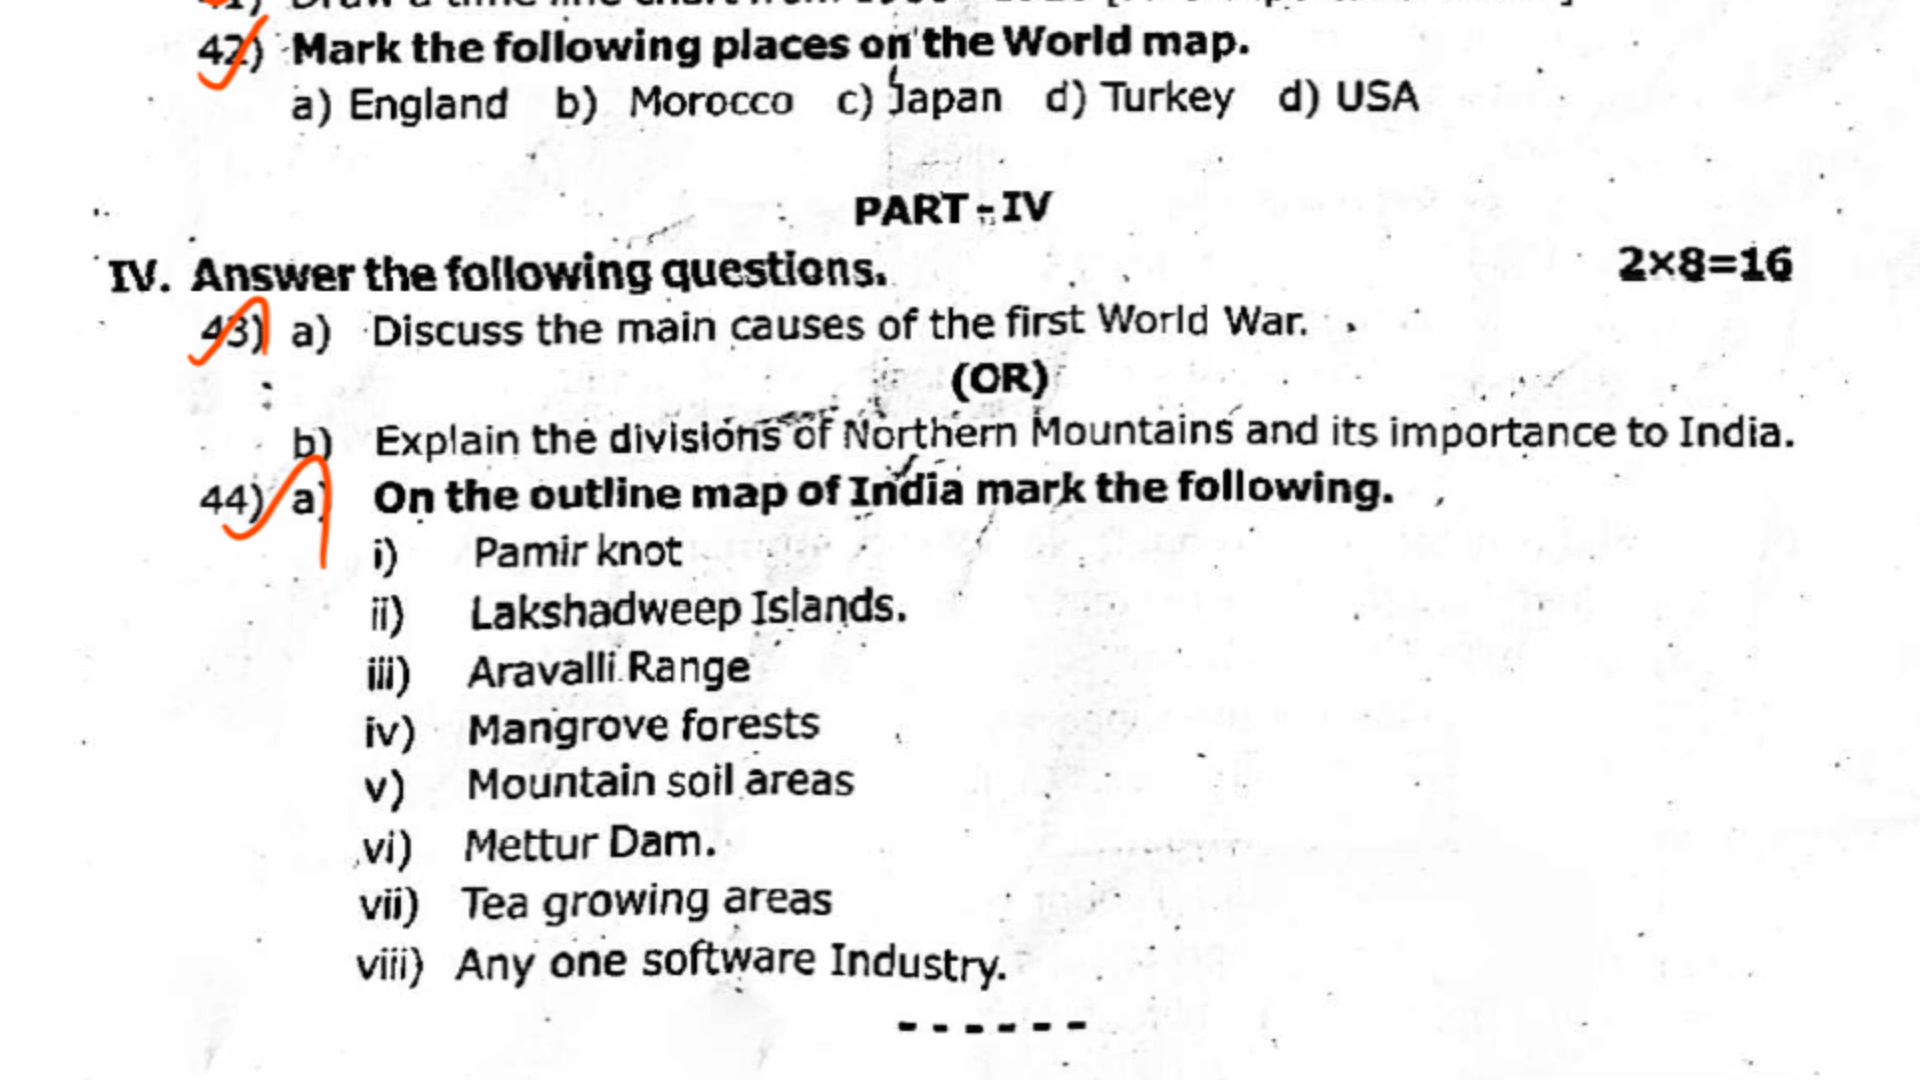 42) Mark the following places on the World map.
a) England b) Morocco c) Japan d) Turkey d) USA
PART - IV
IV. Answer the following questions. 2×8=16
43) a) Discuss the main causes of the first World War.
(OR)
b) Explain the divisions of Northern Mountains and its importance to India.
44) a) On the outline map of India mark the following.
i) Pamir knot
ii) Lakshadweep Islands.
iii) Aravalli Range
iv) Mangrove forests
v) Mountain soil areas
vi) Mettur Dam.
vii) Tea growing areas
viii) Any one software Industry.